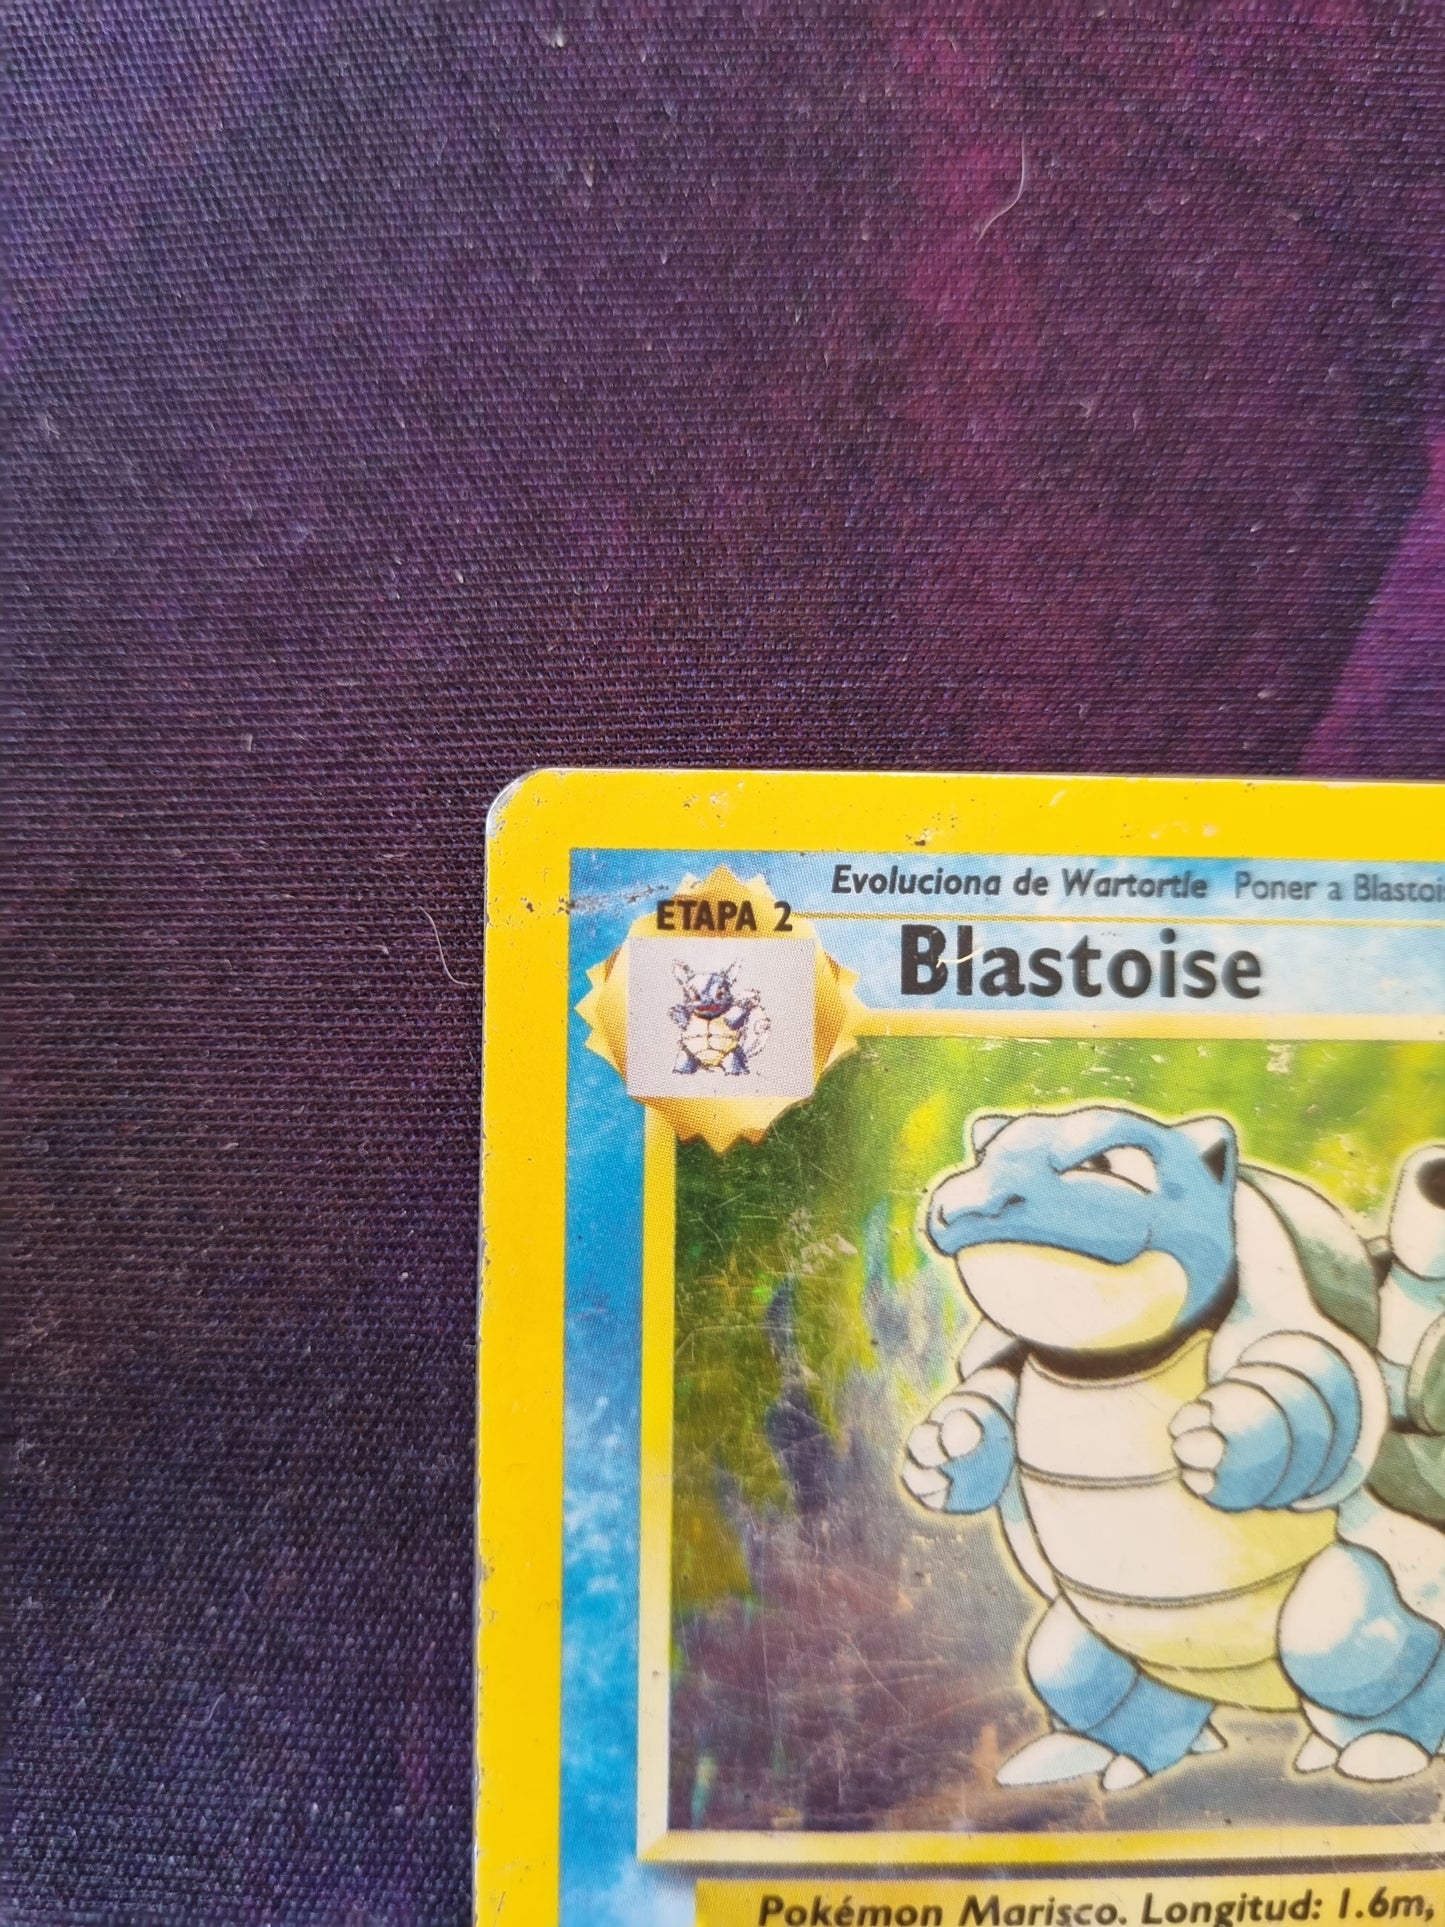 Evoluciona de Wartortle Poner a Blastoi
ETAPA 2
Blastoise
Pokémon Marisco. Longitud: 1.6m,